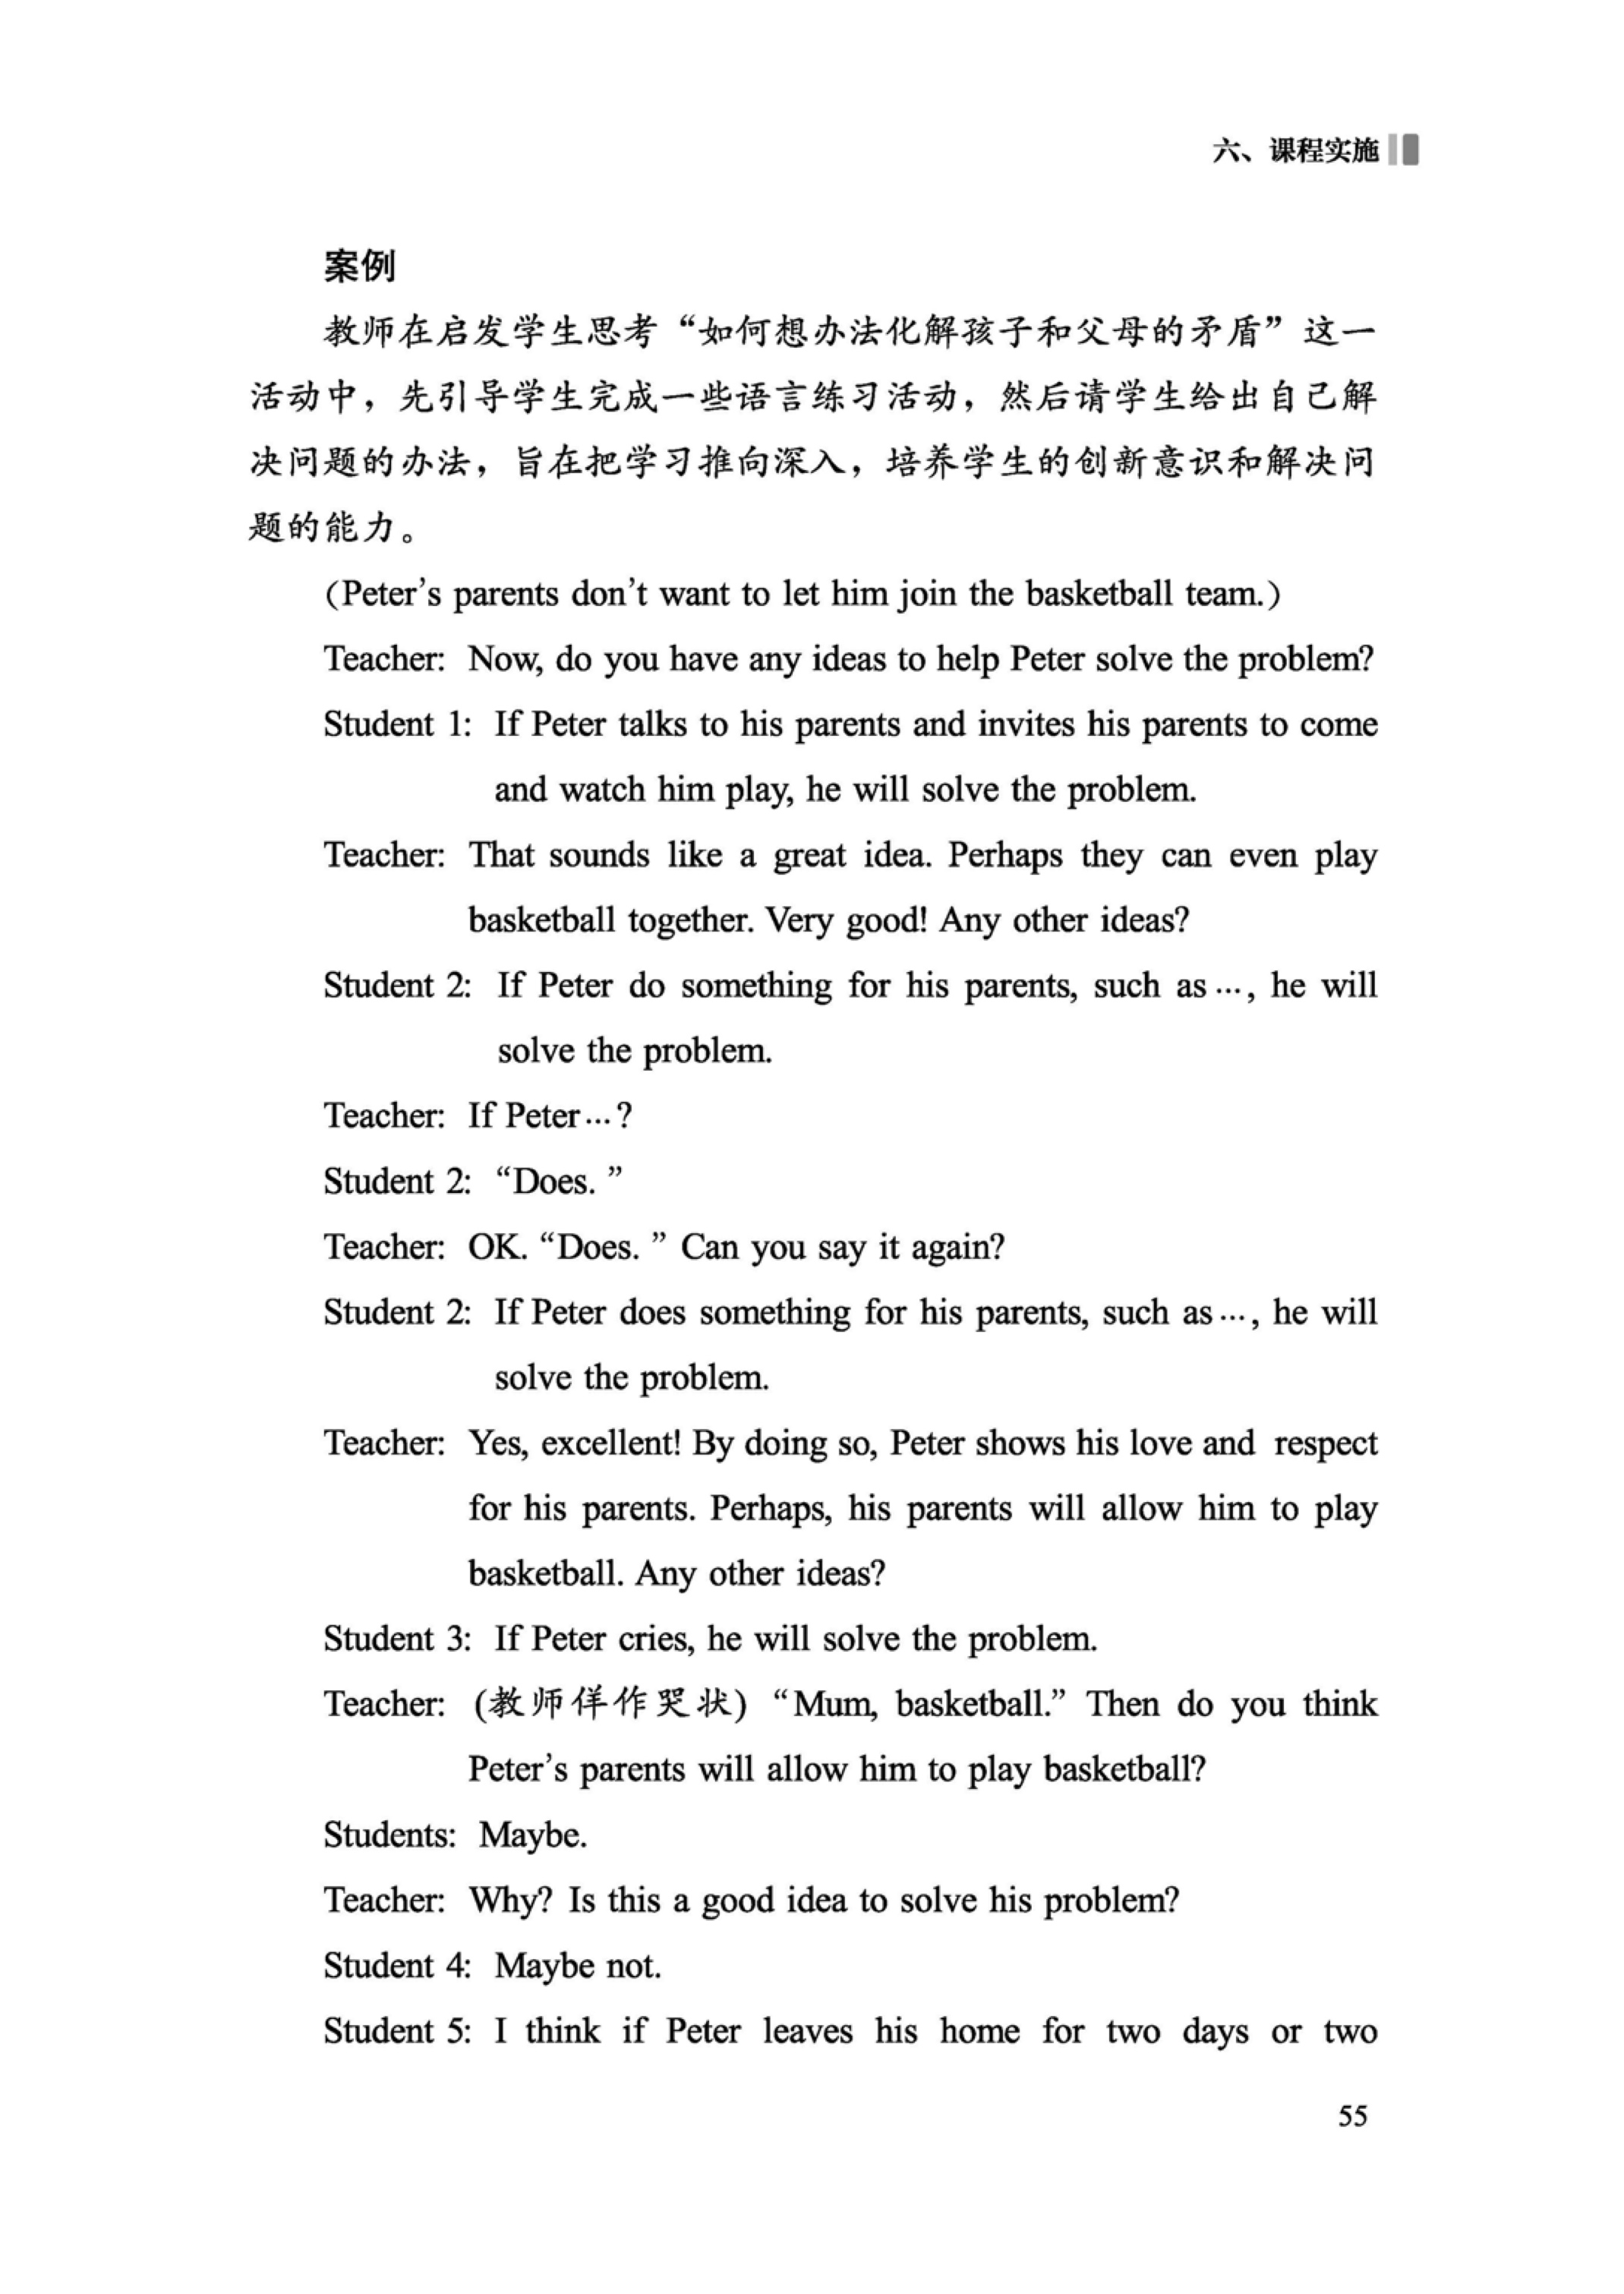 六、课程实施
案例
教师在启发学生思考“如何想办法化解孩子和父母的矛盾”这一
活动中，先引导学生完成一些语言练习活动，然后请学生给出自己解
决问题的办法，旨在把学习推向深入，培养学生的创新意识和解决问
题的能力。
（Peter’s parents don’t want to let him join the basketball team.）
Teacher: Now, do you have any ideas to help Peter solve the problem?
Student 1: If Peter talks to his parents and invites his parents to come
and watch him play, he will solve the problem.
Teacher: That sounds like a great idea. Perhaps they can even play
basketball together. Very good! Any other ideas?
Student 2: If Peter do something for his parents, such as …, he will
solve the problem.
Teacher: If Peter…?
Student 2: “Does. ”
Teacher: OK. “Does. ” Can you say it again?
Student 2: If Peter does something for his parents, such as …, he will
solve the problem.
Teacher: Yes, excellent! By doing so, Peter shows his love and respect
for his parents. Perhaps, his parents will allow him to play
basketball. Any other ideas?
Student 3: If Peter cries, he will solve the problem.
Teacher: (教师佯作哭状) “Mum, basketball.” Then do you think
Peter’s parents will allow him to play basketball?
Students: Maybe.
Teacher: Why? Is this a good idea to solve his problem?
Student 4: Maybe not.
Student 5: I think if Peter leaves his home for two days or two
55